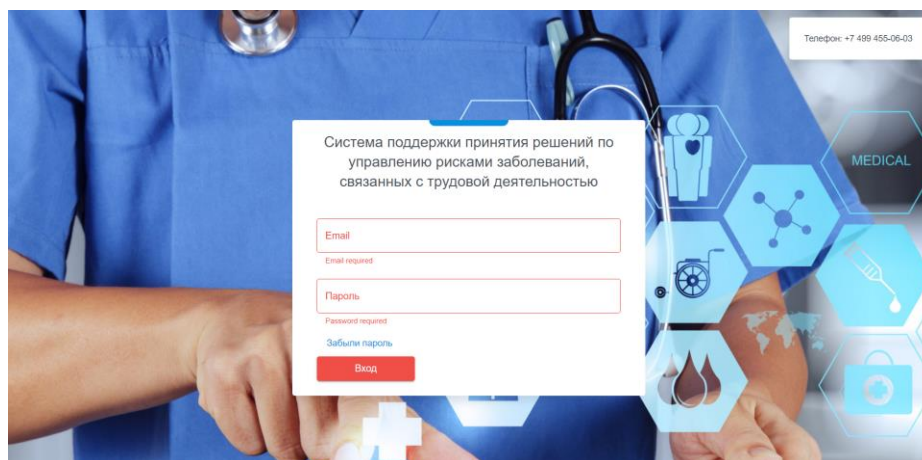 Телефон: +7 499 455-06-03
Система поддержки принятия решений по
управлению рисками заболеваний,
связанных с трудовой деятельностью
MEDICAL
Email
Email required
Пароль
Password required
Забыли пароль
Вход